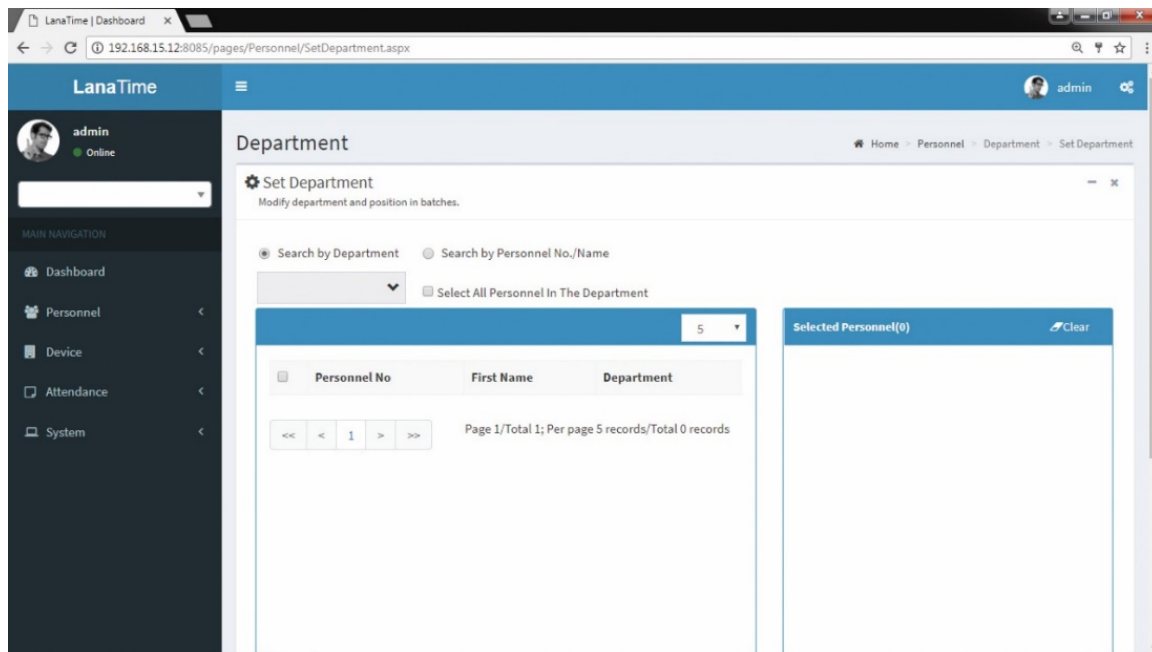 LanaTime | Dashboard
192.168.15.12:8085/pages/Personnel/SetDepartment.aspx
LanaTime
admin
admin
Online
MAIN NAVIGATION
Dashboard
Personnel
Device
Attendance
System
Department
Home > Personnel > Department > Set Department
Set Department
Modify department and position in batches.
Search by Department Search by Personnel No./Name
Select All Personnel In The Department
5
Personnel No First Name Department
<< < 1 > >> Page 1/Total 1; Per page 5 records/Total 0 records
Selected Personnel(0) Clear